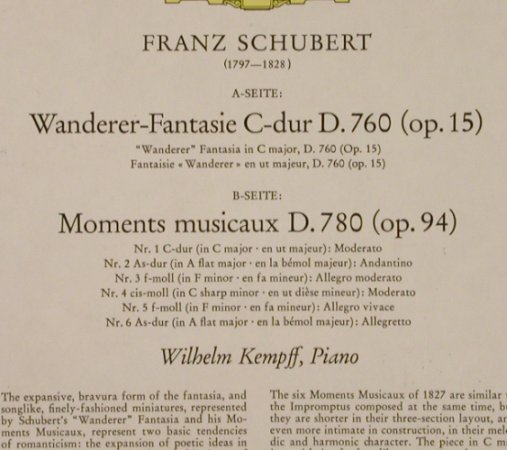 FRANZ SCHUBERT
(1797—1828)
A-SEITE:
Wanderer-Fantasie C-dur D. 760 (op. 15)
“Wanderer” Fantasia in C major, D. 760 (Op. 15)
Fantaisie « Wanderer » en ut majeur, D. 760 (op. 15)
B-SEITE:
Moments musicaux D. 780 (op. 94)
Nr. 1 C-dur (in C major · en ut majeur): Moderato
Nr. 2 As-dur (in A flat major · en la bémol majeur): Andantino
Nr. 3 f-moll (in F minor · en fa mineur): Allegro moderato
Nr. 4 cis-moll (in C sharp minor · en ut dièse mineur): Moderato
Nr. 5 f-moll (in F minor · en fa mineur): Allegro vivace
Nr. 6 As-dur (in A flat major · en la bémol majeur): Allegretto
Wilhelm Kempff, Piano
The expansive, bravura form of the fantasia, and
songlike, finely-fashioned miniatures, represented
by Schubert's “Wanderer” Fantasia and his Mo-
ments Musicaux, represent two basic tendencies
of romanticism: the expansion of poetic ideas in
The six Moments Musicaux of 1827 are similar
the Impromptus composed at the same time, b
they are shorter in their three-section layout, a
even more intimate in construction, in their mel
dic and harmonic character. The piece in C m